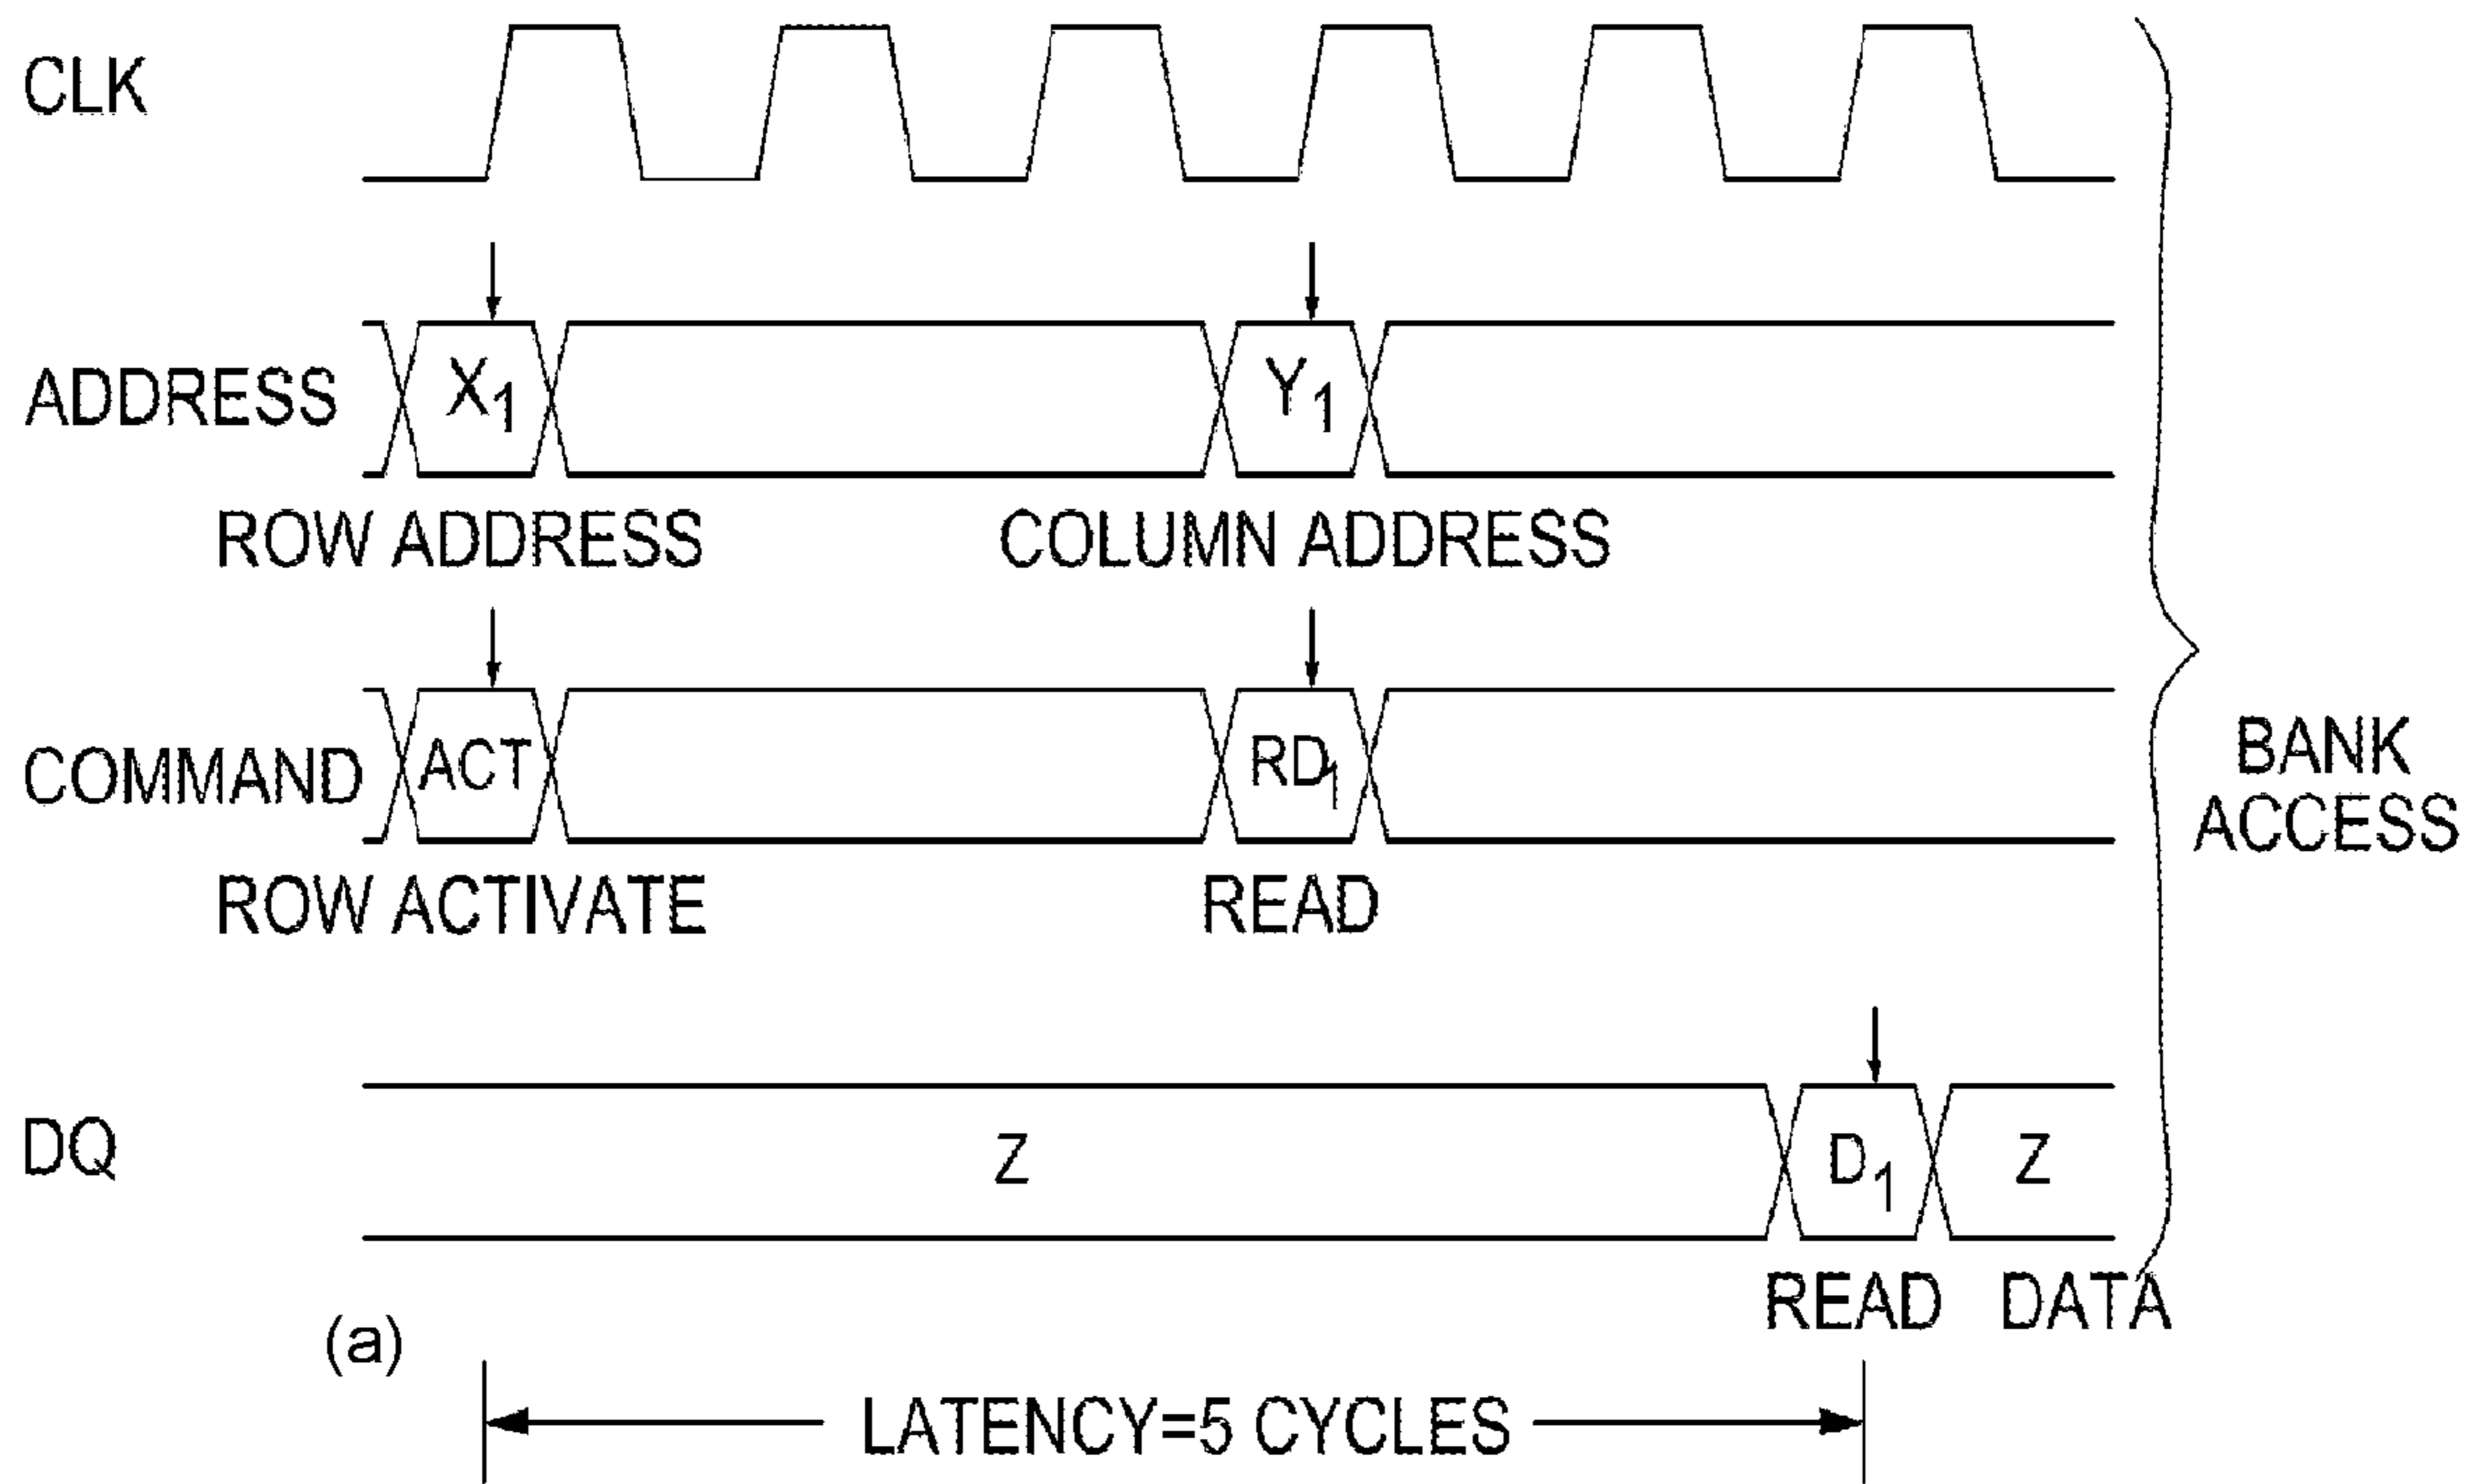 CLK
ADDRESS
X1
Y1
ROW ADDRESS
COLUMN ADDRESS
COMMAND
ACT
RD1
BANK
ACCESS
ROW ACTIVATE
READ
DQ
Z
D1
Z
READ DATA
(a)
LATENCY=5 CYCLES